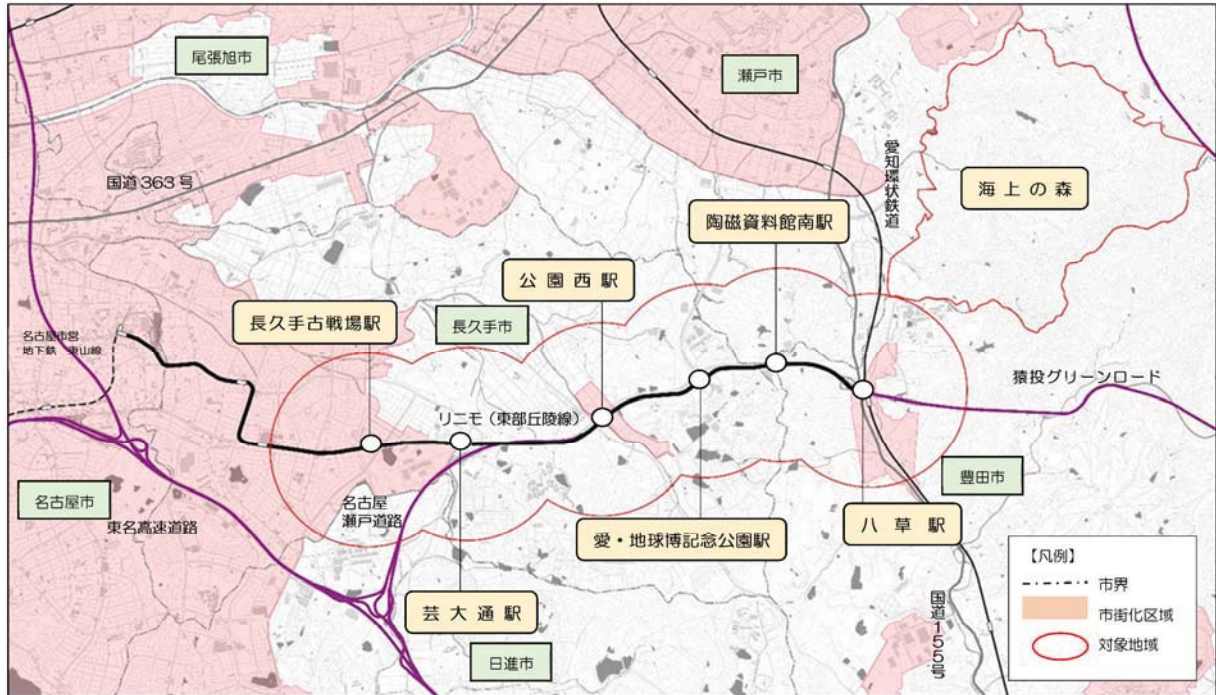 尾張旭市
瀬戸市
国道363号
愛知環状鉄道
海上の森
陶磁資料館南駅
公園西駅
長久手古戦場駅
長久手市
名古屋市営
地下鉄 東山線
リニモ(東部丘陵線)
猿投グリーンロード
名古屋市
東名高速道路
名古屋
瀬戸道路
愛・地球博記念公園駅
八草駅
豊田市
芸大通駅
日進市
国道155号
【凡例】
市界
市街化区域
対象地域